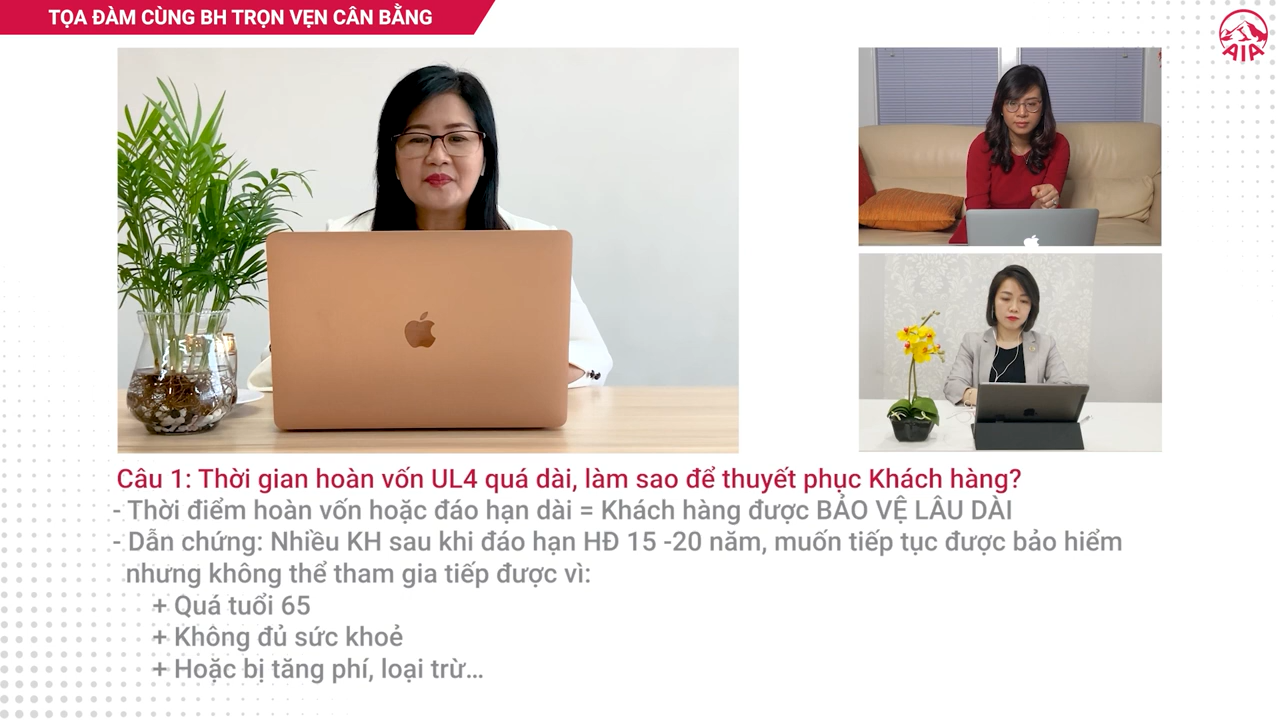 TỌA ĐÀM CÙNG BH TRỌN VẸN CÂN BẰNG
AIA
Câu 1: Thời gian hoàn vốn UL4 quá dài, làm sao để thuyết phục Khách hàng?
- Thời điểm hoàn vốn hoặc đáo hạn dài = Khách hàng được BẢO VỆ LÂU DÀI
- Dẫn chứng: Nhiều KH sau khi đáo hạn HĐ 15 -20 năm, muốn tiếp tục được bảo hiểm
nhưng không thể tham gia tiếp được vì:
+ Quá tuổi 65
+ Không đủ sức khoẻ
+ Hoặc bị tăng phí, loại trừ...